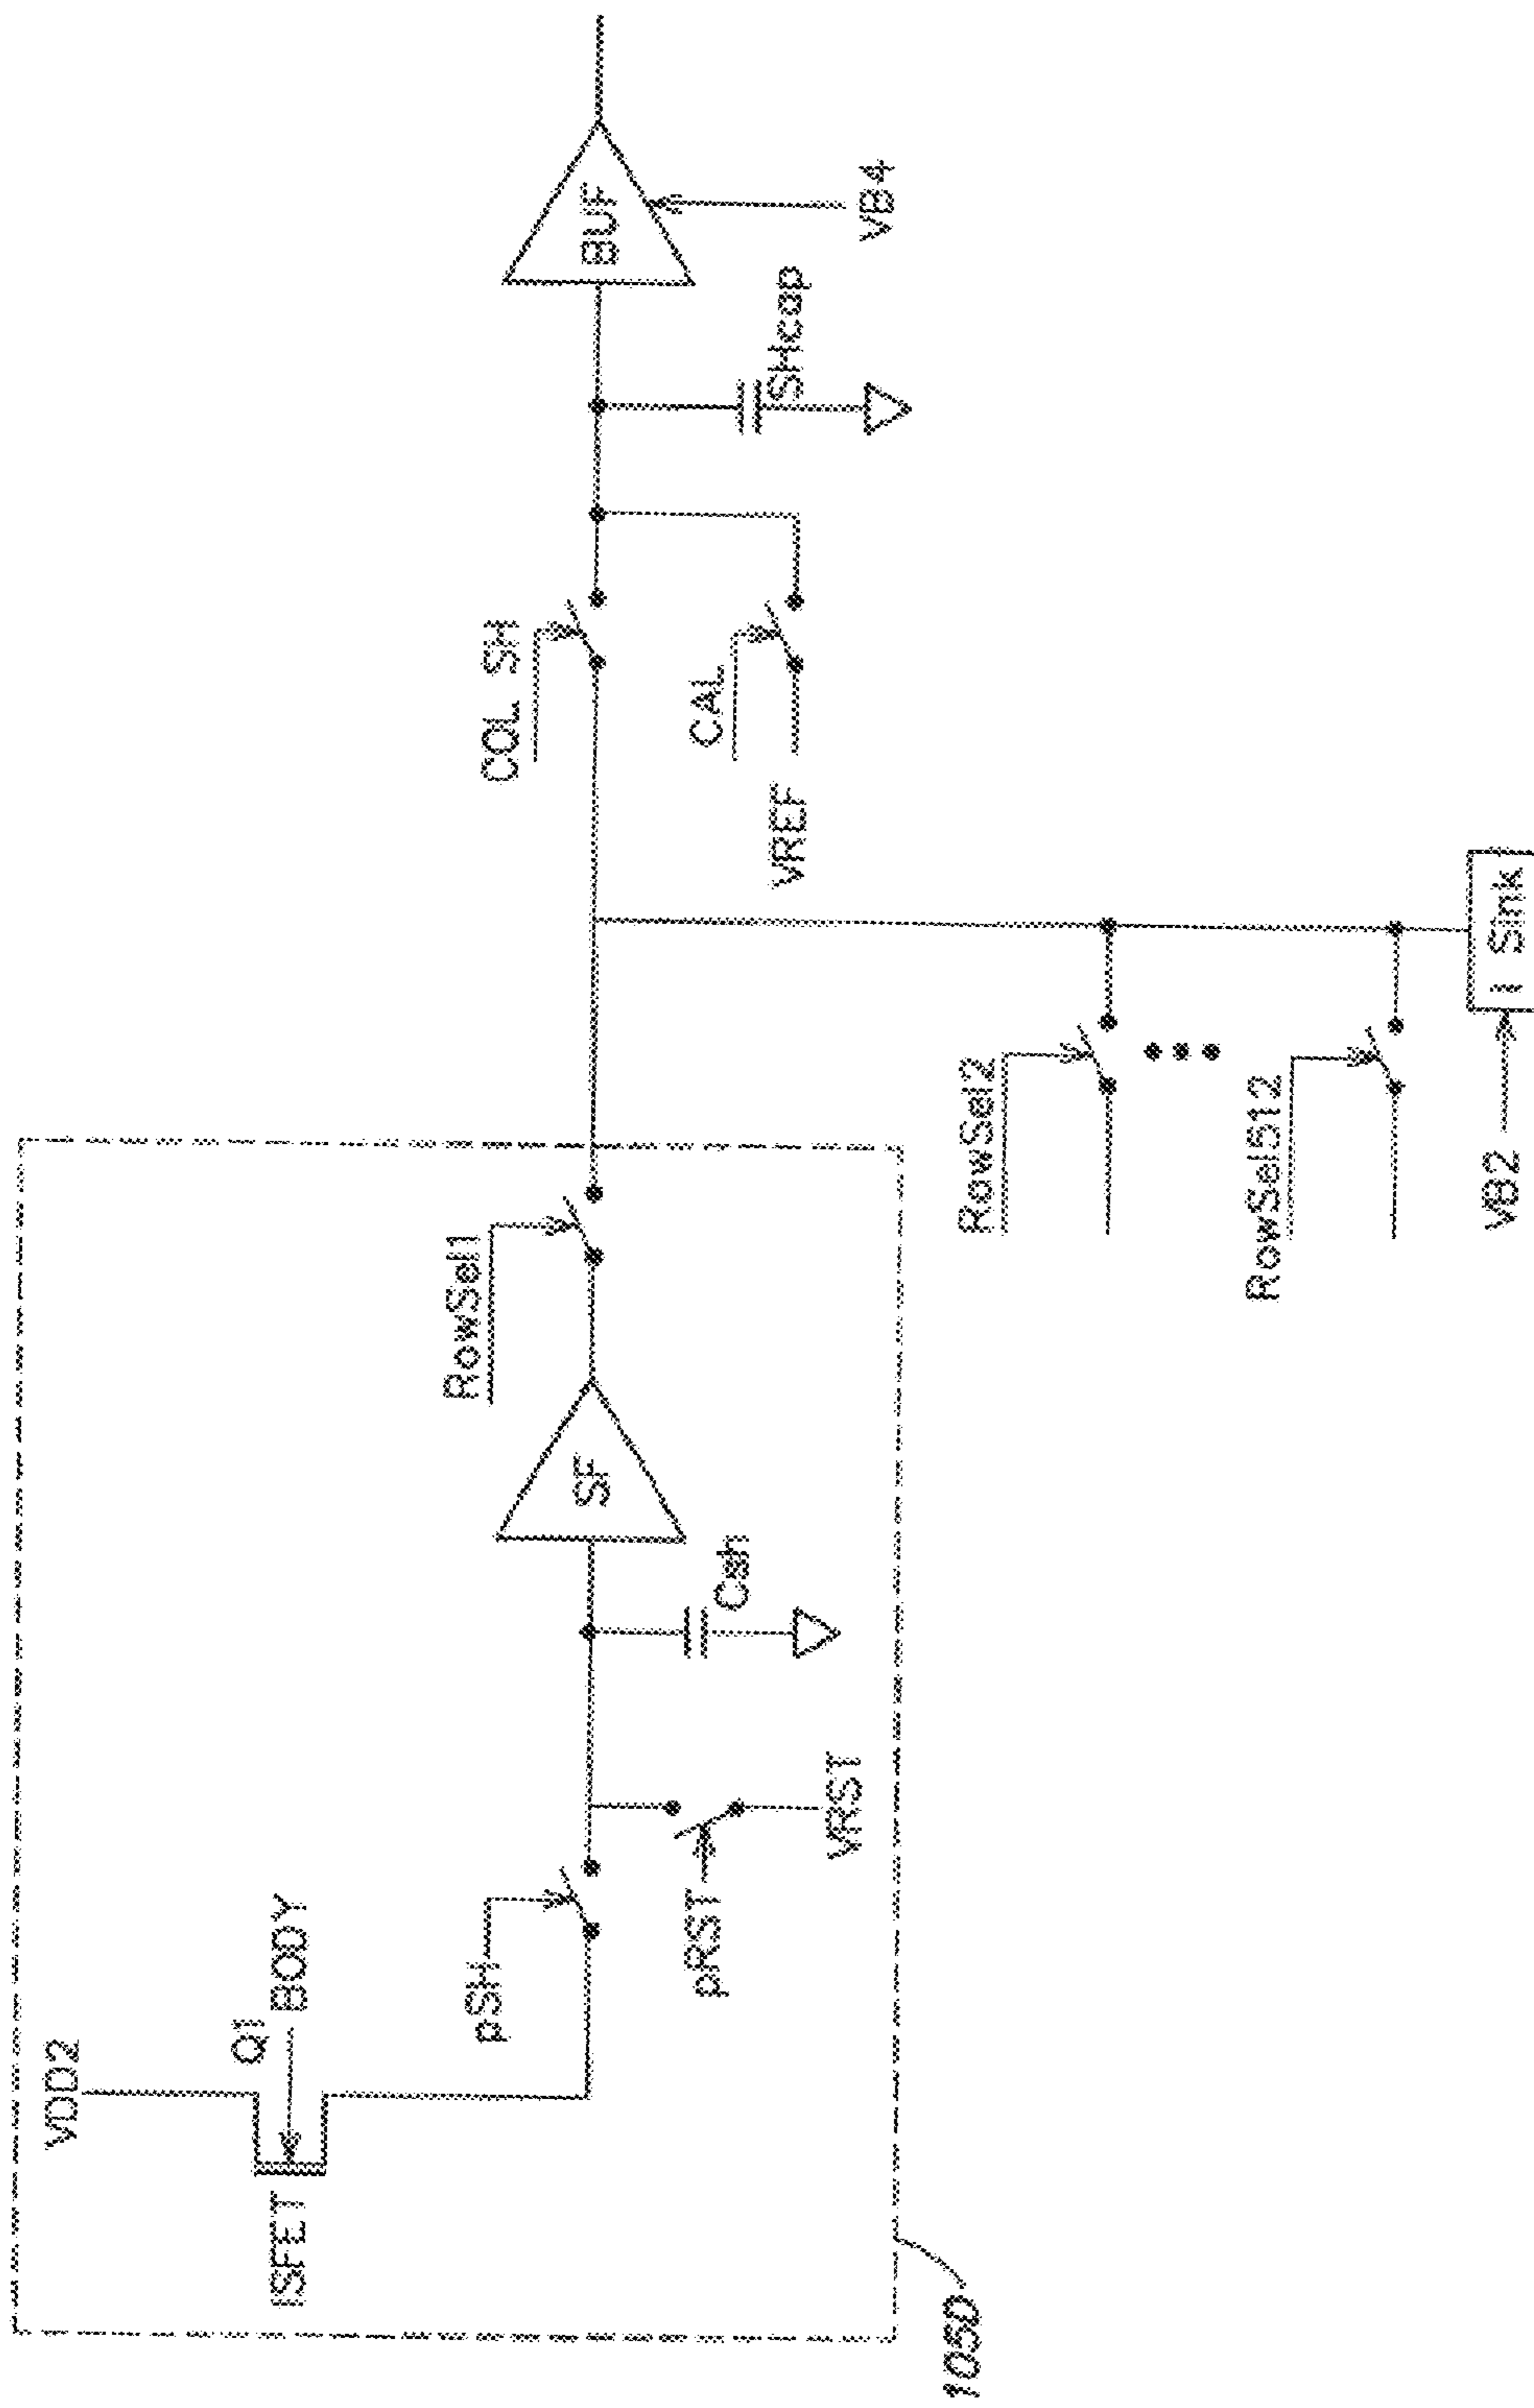 VDD2
Q1
ISFET
BODY
pSH
pRST
VRST
Csh
SF
RowSel1
105D
RowSel2
RowSel512
VB2
I Sink
COL SH
CAL
VREF
SHcap
BUF
VB4